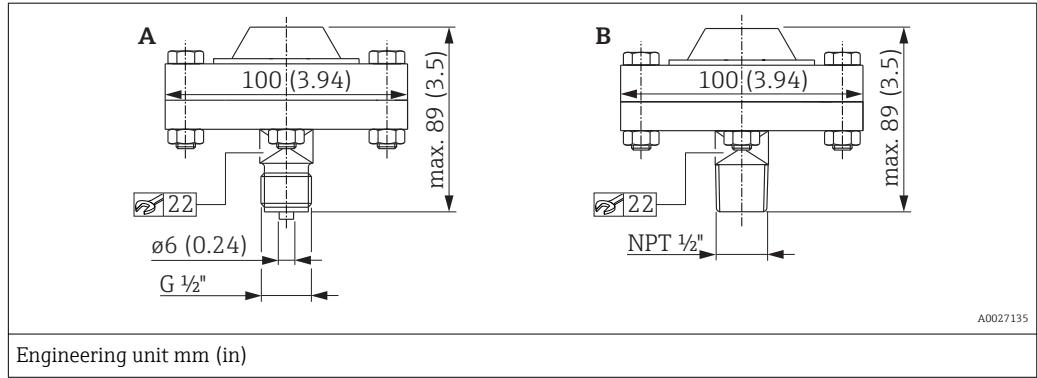 A
100 (3.94)
max. 89 (3.5)
22
ø6 (0.24)
G ½"
B
100 (3.94)
max. 89 (3.5)
22
NPT ½"
A0027135
Engineering unit mm (in)